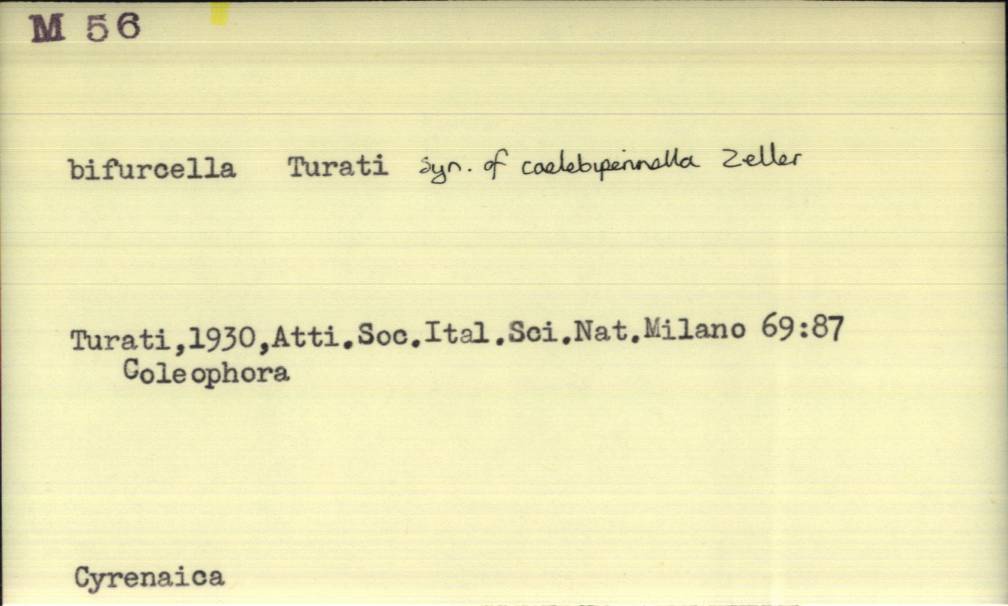 M 56
bifurcella Turati syn. of caelebipennella Zeller
Turati,1930,Atti.Soc.Ital.Sci.Nat.Milano 69:87
Coleophora
Cyrenaica